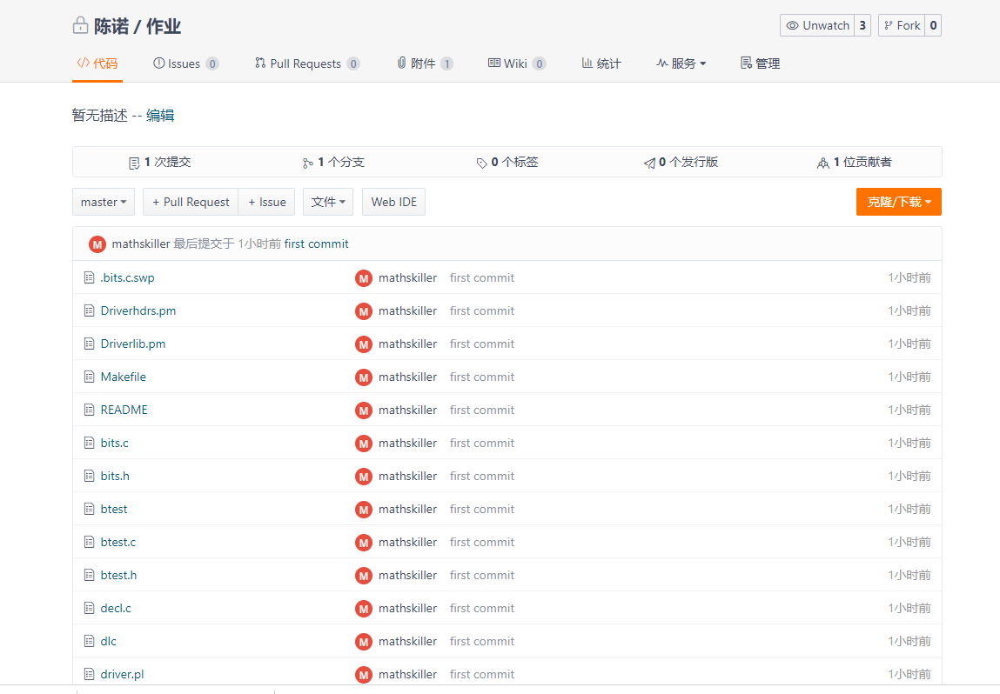 陈诺 / 作业
Unwatch 3 Fork 0
代码 Issues 0 Pull Requests 0 附件 1 Wiki 0 统计 服务 管理
暂无描述 -- 编辑
1 次提交 1 个分支 0 个标签 0 个发行版 1 位贡献者
master + Pull Request + Issue 文件 Web IDE 克隆/下载
M mathskiller 最后提交于 1小时前 first commit
.bits.c.swp M mathskiller first commit 1小时前
Driverhdrs.pm M mathskiller first commit 1小时前
Driverlib.pm M mathskiller first commit 1小时前
Makefile M mathskiller first commit 1小时前
README M mathskiller first commit 1小时前
bits.c M mathskiller first commit 1小时前
bits.h M mathskiller first commit 1小时前
btest M mathskiller first commit 1小时前
btest.c M mathskiller first commit 1小时前
btest.h M mathskiller first commit 1小时前
decl.c M mathskiller first commit 1小时前
dlc M mathskiller first commit 1小时前
driver.pl M mathskiller first commit 1小时前